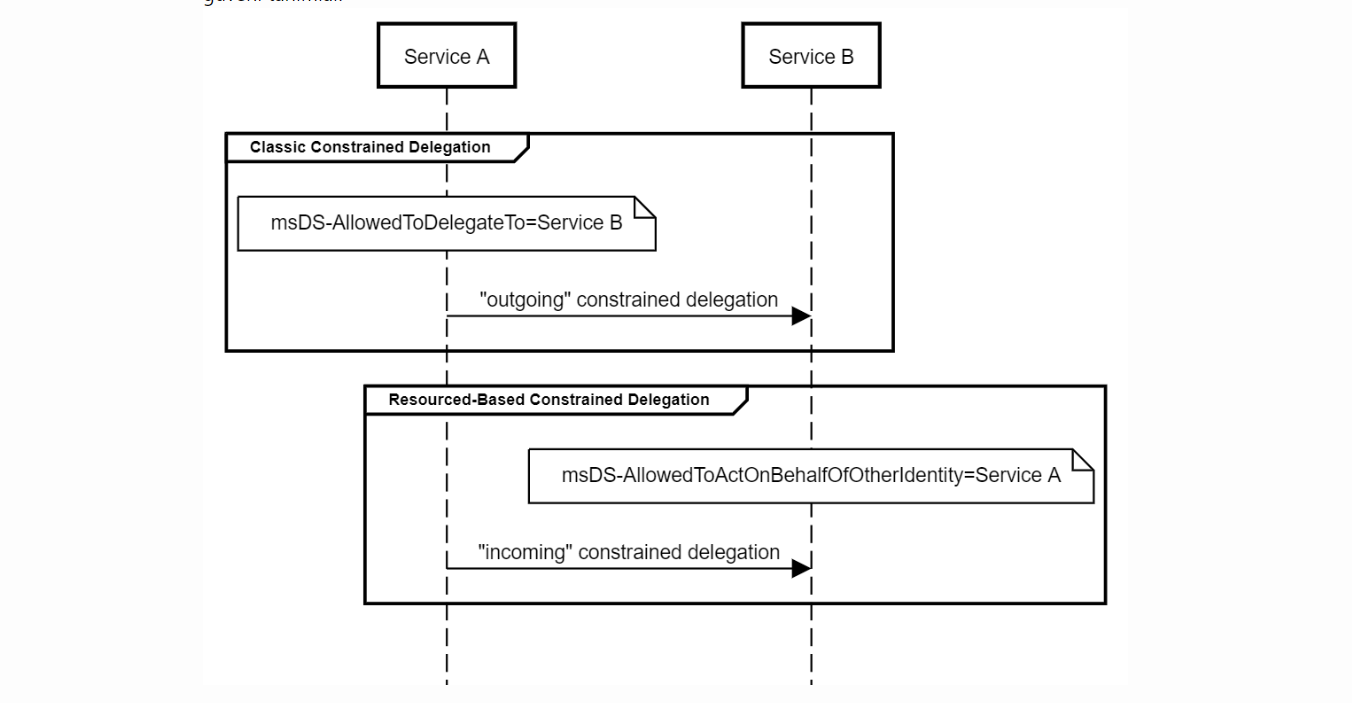 Service A
Service B
Classic Constrained Delegation
msDS-AllowedToDelegateTo=Service B
"outgoing" constrained delegation
Resourced-Based Constrained Delegation
msDS-AllowedToActOnBehalfOfOtherIdentity=Service A
"incoming" constrained delegation